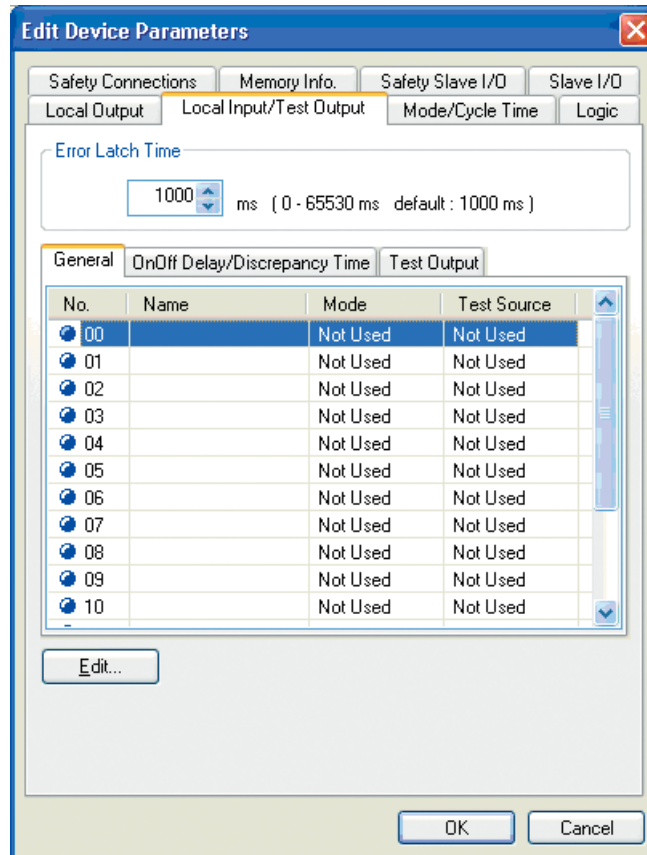 Edit Device Parameters
Safety Connections Memory Info. Safety Slave I/O Slave I/O
Local Output Local Input/Test Output Mode/Cycle Time Logic
Error Latch Time
1000 ms ( 0 - 65530 ms default : 1000 ms )
General OnOff Delay/Discrepancy Time Test Output
No. Name Mode Test Source
00 Not Used Not Used
01 Not Used Not Used
02 Not Used Not Used
03 Not Used Not Used
04 Not Used Not Used
05 Not Used Not Used
06 Not Used Not Used
07 Not Used Not Used
08 Not Used Not Used
09 Not Used Not Used
10 Not Used Not Used
Edit...
OK Cancel